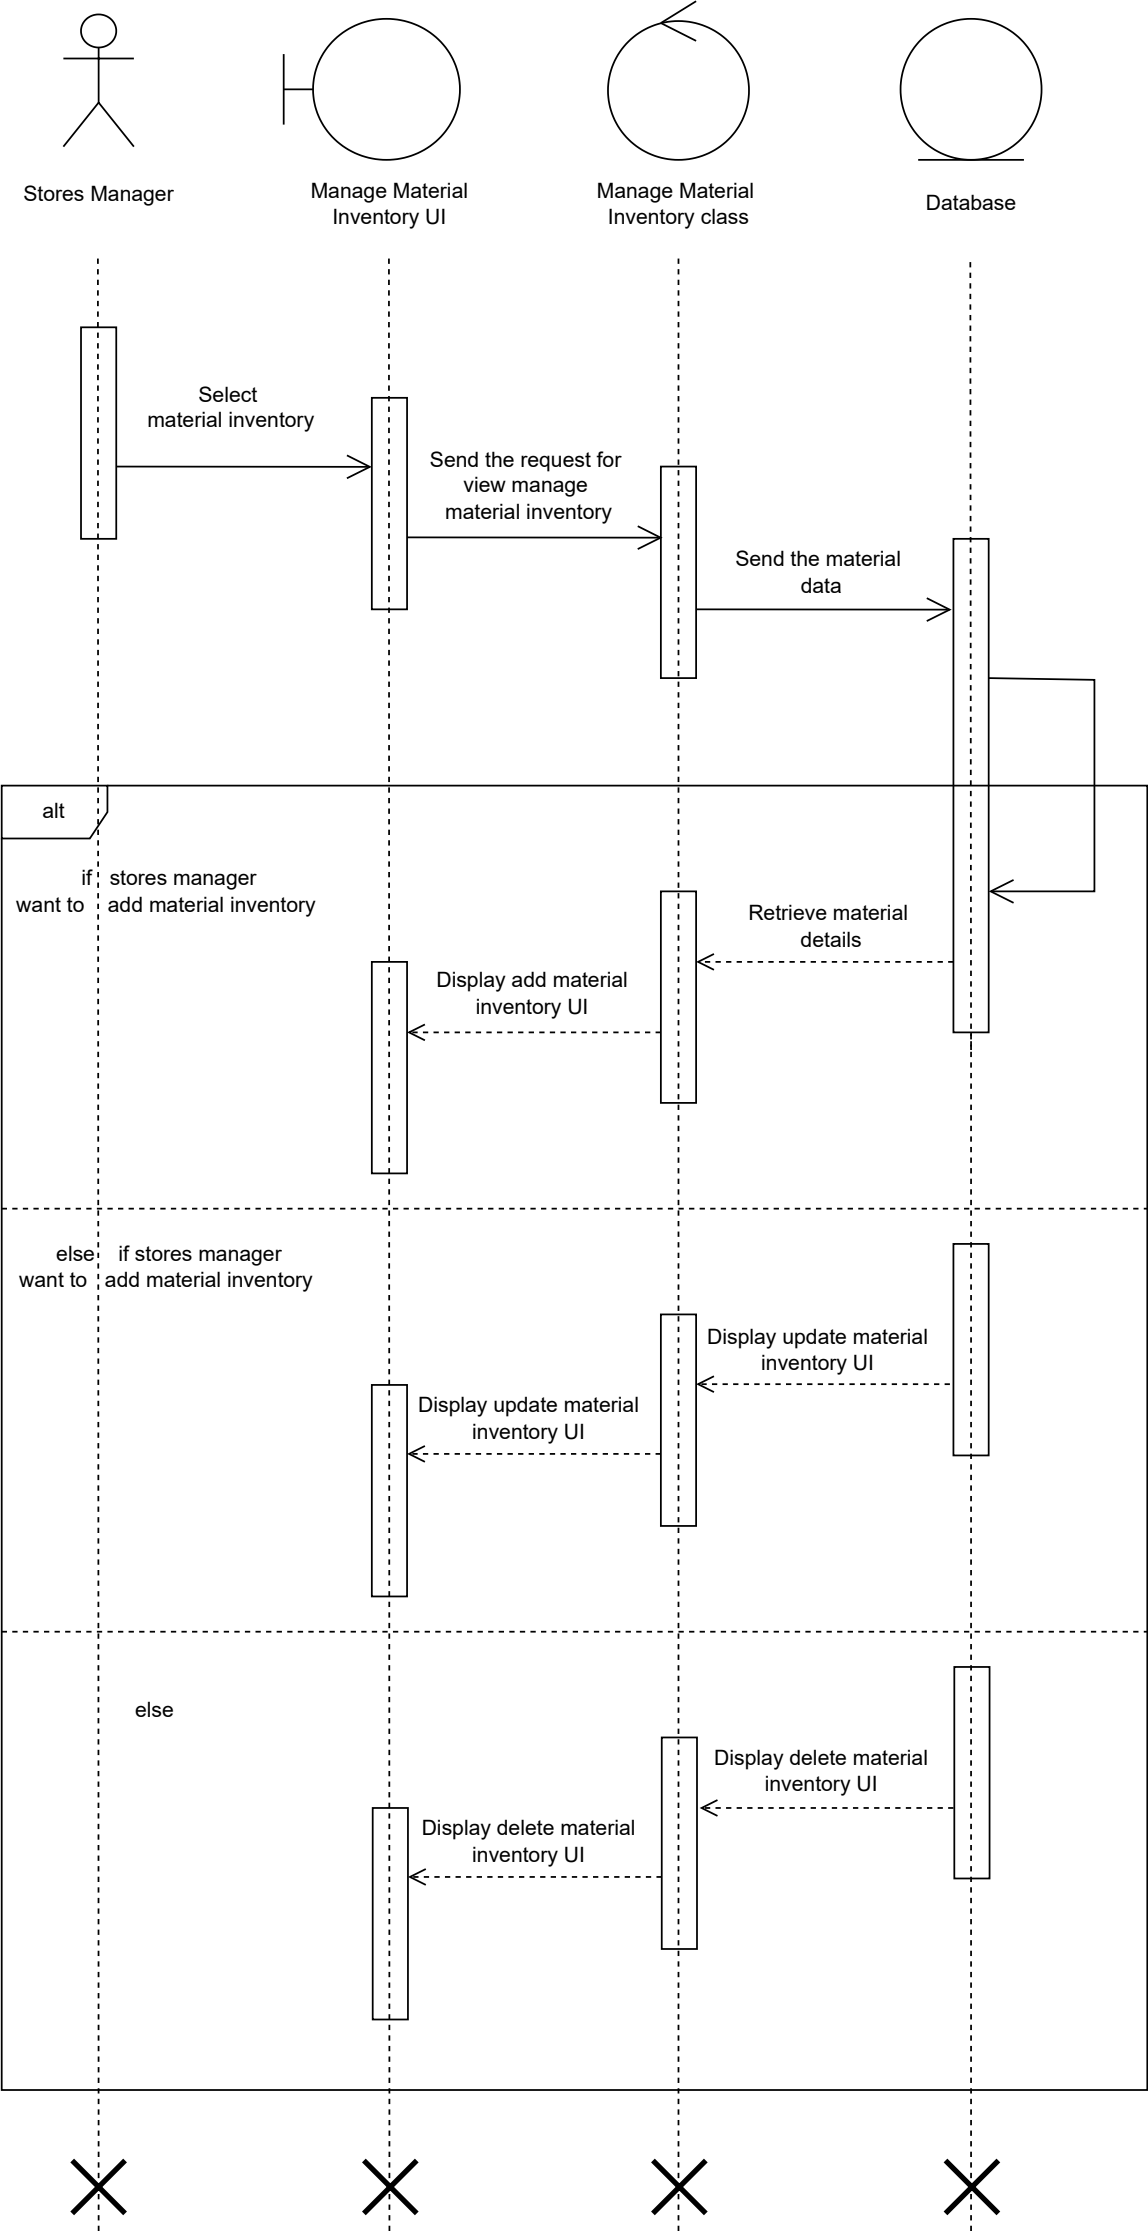 Stores Manager
Manage Material
Inventory UI
Manage Material
Inventory class
Database
Select
material inventory
Send the request for
view manage
material inventory
Send the material
data
alt
if stores manager
want to add material inventory
Retrieve material
details
Display add material
inventory UI
else if stores manager
want to add material inventory
Display update material
inventory UI
Display update material
inventory UI
else
Display delete material
inventory UI
Display delete material
inventory UI